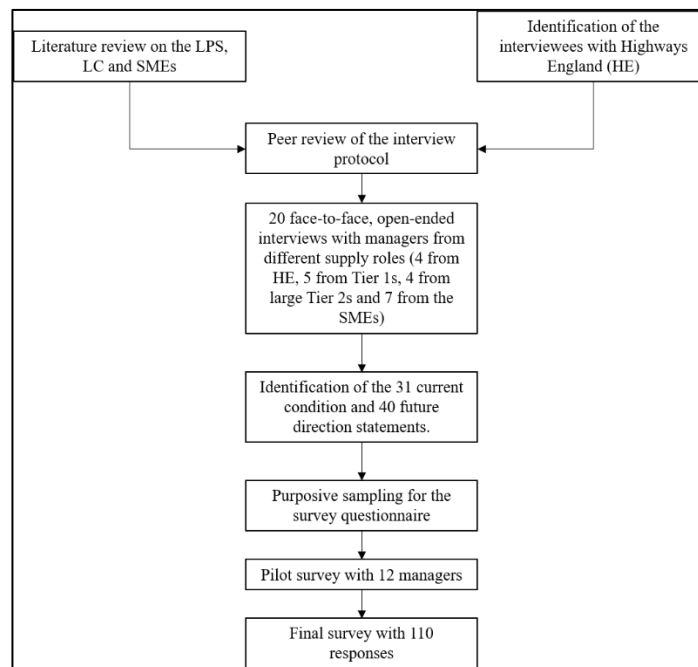 Literature review on the LPS,
LC and SMEs
Identification of the
interviewees with Highways
England (HE)
Peer review of the interview
protocol
20 face-to-face, open-ended
interviews with managers from
different supply roles (4 from
HE, 5 from Tier 1s, 4 from
large Tier 2s and 7 from the
SMEs)
Identification of the 31 current
condition and 40 future
direction statements.
Purposive sampling for the
survey questionnaire
Pilot survey with 12 managers
Final survey with 110
responses